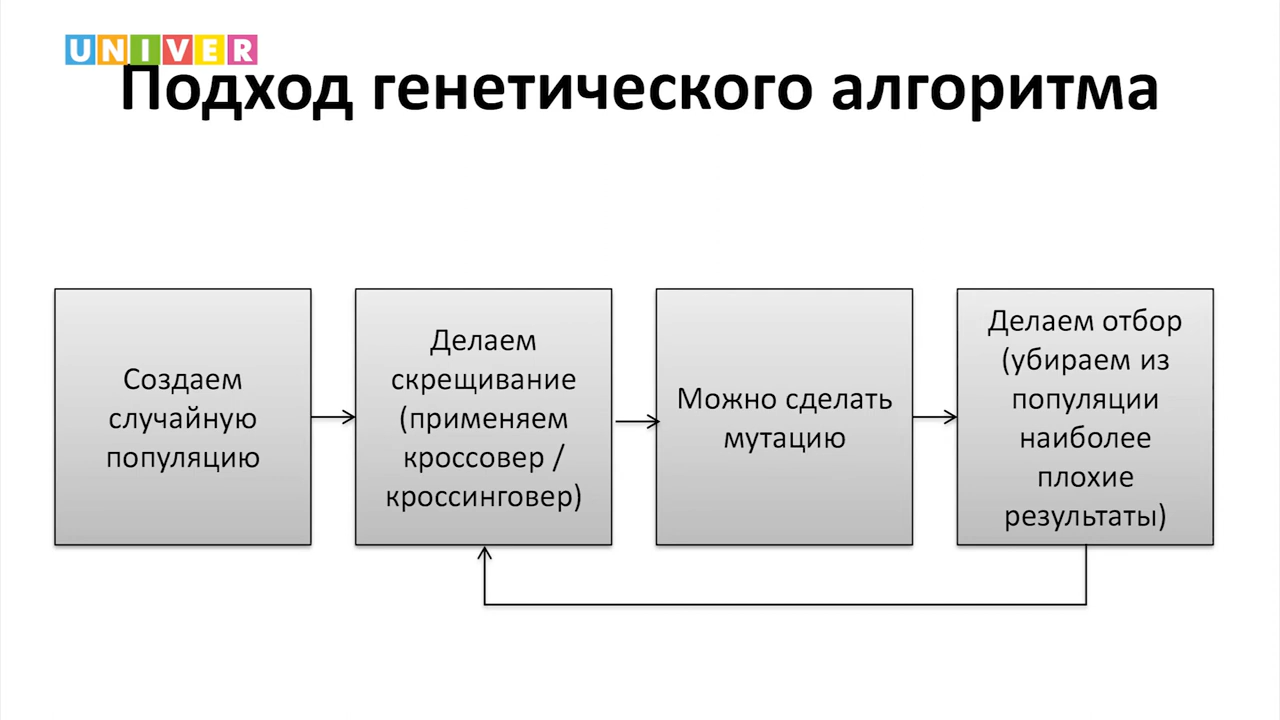 UNIVER
Подход генетического алгоритма
Создаем
случайную
популяцию
Делаем
скрещивание
(применяем
кроссовер /
кроссинговер)
Можно сделать
мутацию
Делаем отбор
(убираем из
популяции
наиболее
плохие
результаты)